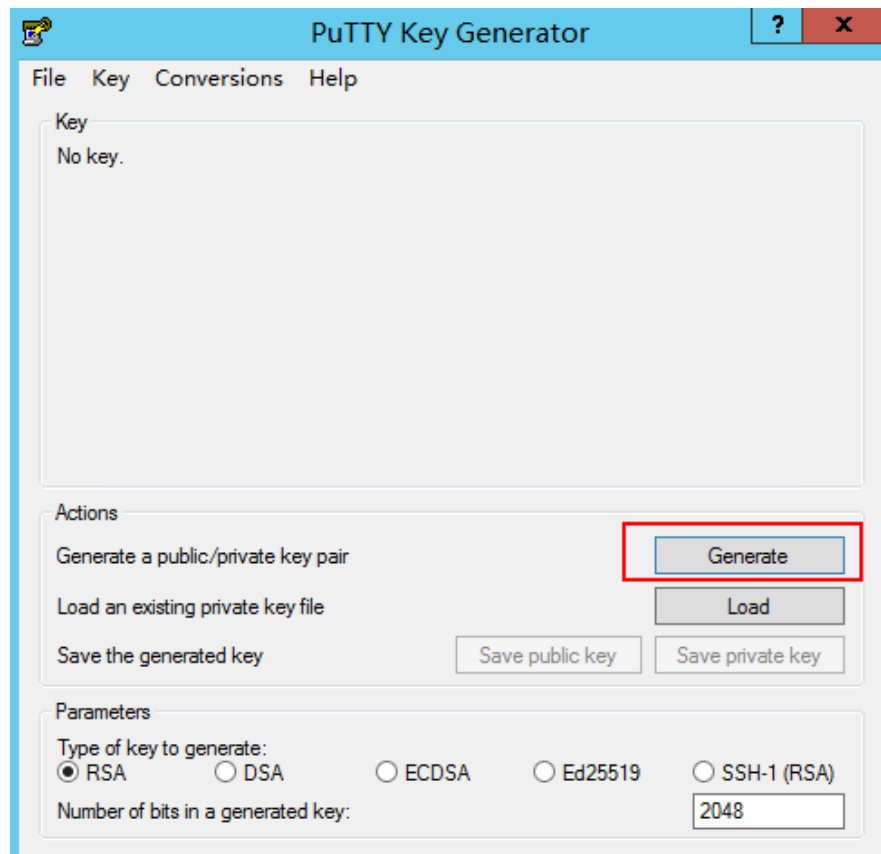 PuTTY Key Generator
? x
File Key Conversions Help
Key
No key.
Actions
Generate a public/private key pair Generate
Load an existing private key file Load
Save the generated key Save public key Save private key
Parameters
Type of key to generate:
RSA DSA ECDSA Ed25519 SSH-1 (RSA)
Number of bits in a generated key: 2048